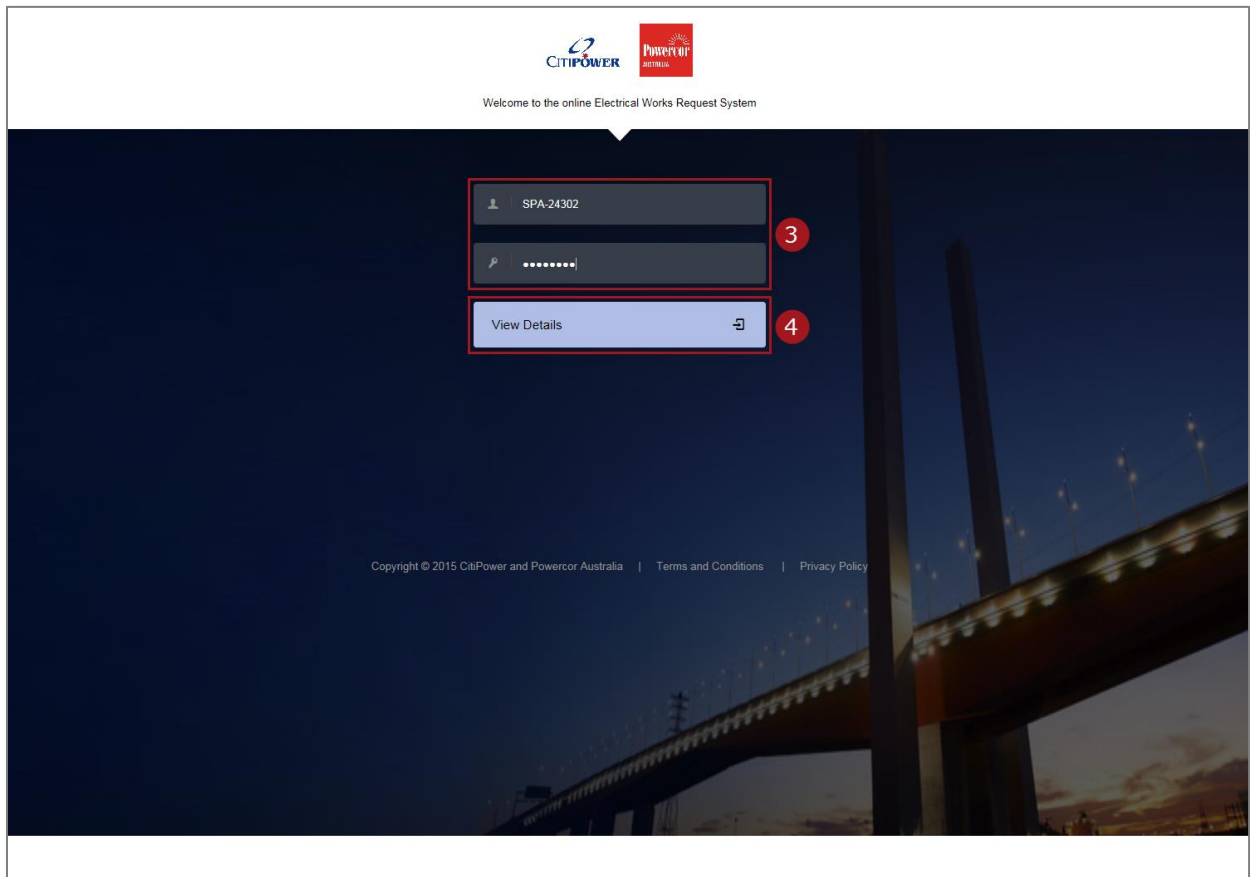 CITIPOWER
Powercor
AUSTRALIA
Welcome to the online Electrical Works Request System
SPA-24302
3
••••••••
View Details
4
Copyright © 2015 CitiPower and Powercor Australia | Terms and Conditions | Privacy Policy